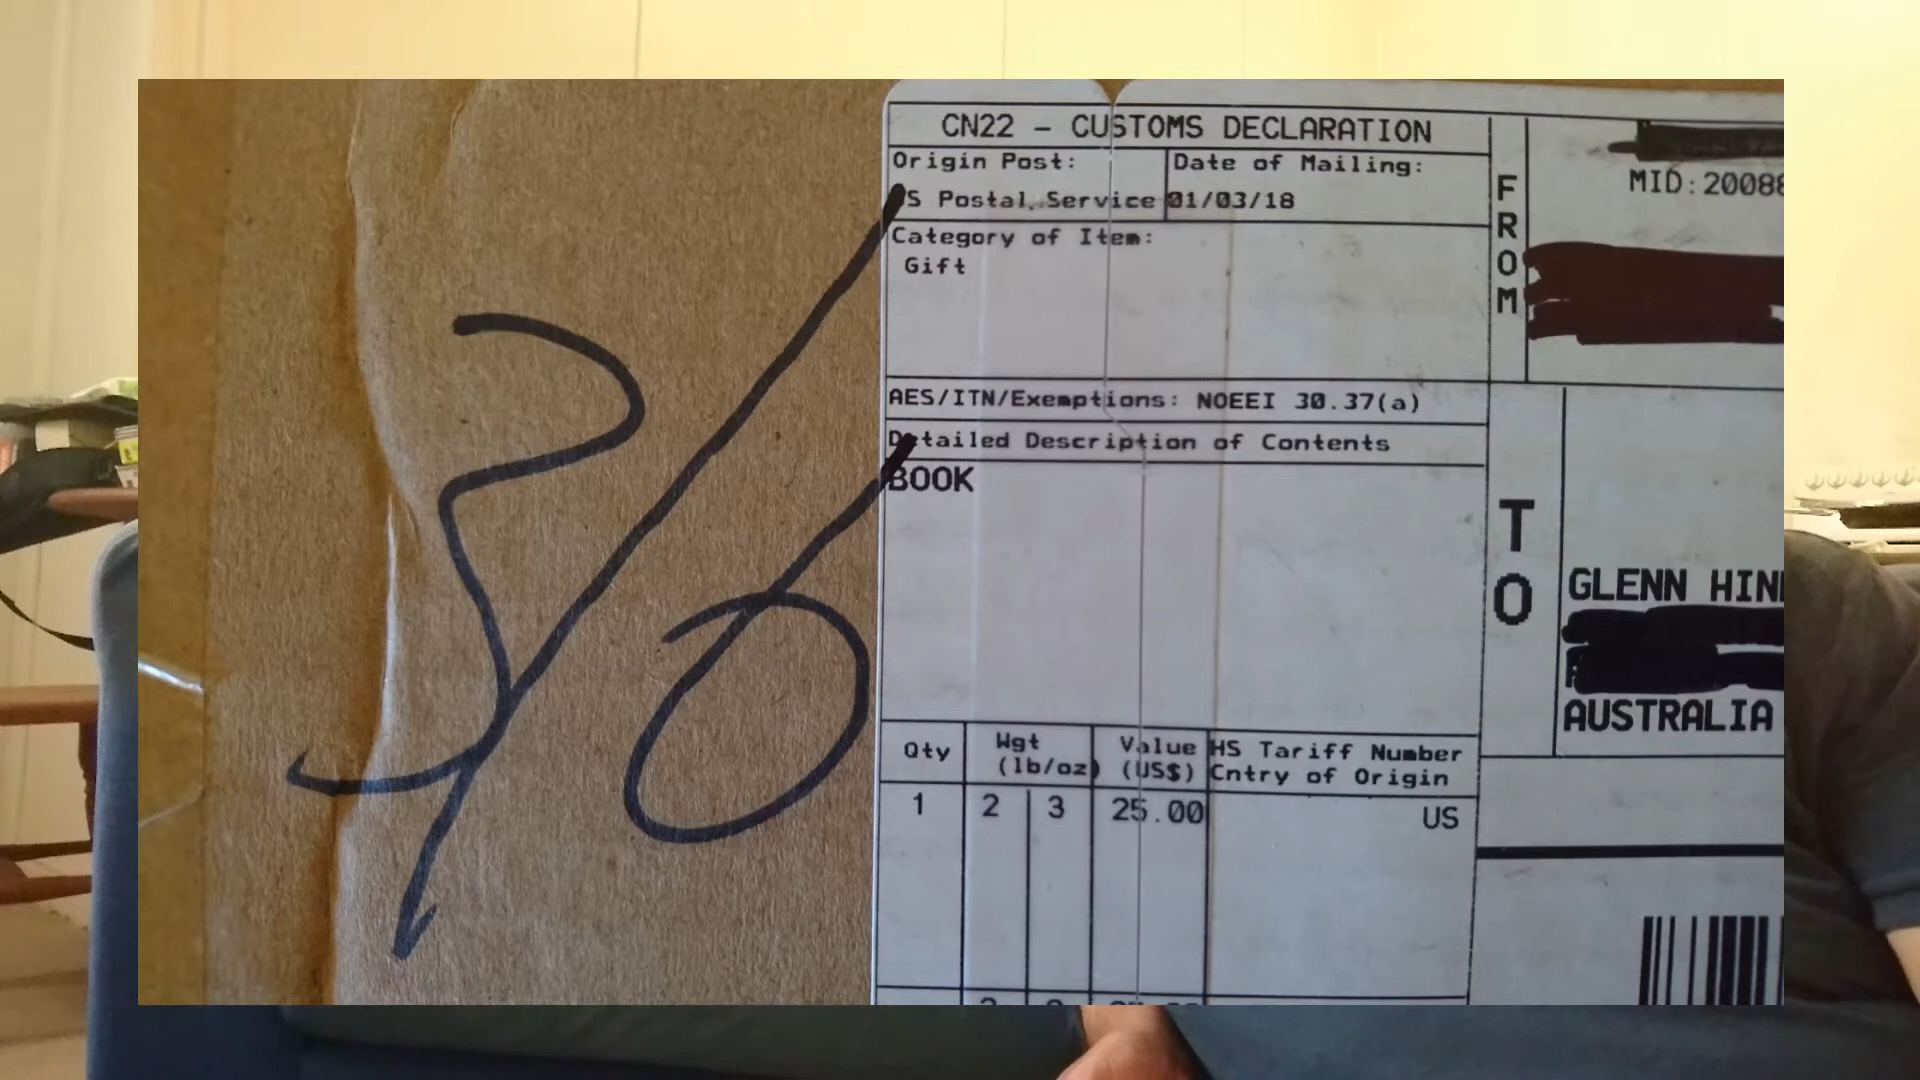 CN22 - CUSTOMS DECLARATION
Origin Post:
S Postal Service
Date of Mailing:
01/03/18
Category of Item:
Gift
AES/ITN/Exemptions: NOEEI 30.37(a)
Detailed Description of Contents
BOOK
Qty
Wgt
(lb/oz)
Value
(US$)
HS Tariff Number
Cntry of Origin
1
2
3
25.00
US
FROM
MID:20088
TO
GLENN HIN
AUSTRALIA